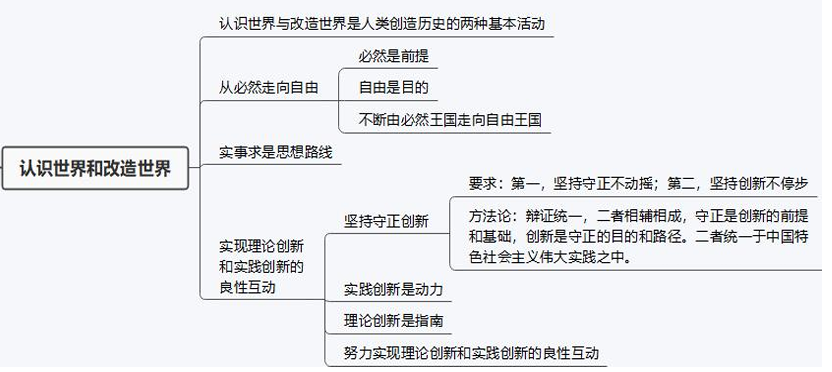 认识世界和改造世界
认识世界与改造世界是人类创造历史的两种基本活动
从必然走向自由
必然是前提
自由是目的
不断由必然王国走向自由王国
实事求是思想路线
实现理论创新
和实践创新的
良性互动
坚持守正创新
要求：第一，坚持守正不动摇；第二，坚持创新不停步
方法论：辩证统一，二者相辅相成，守正是创新的前提
和基础，创新是守正的目的和路径。二者统一于中国特
色社会主义伟大实践之中。
实践创新是动力
理论创新是指南
努力实现理论创新和实践创新的良性互动